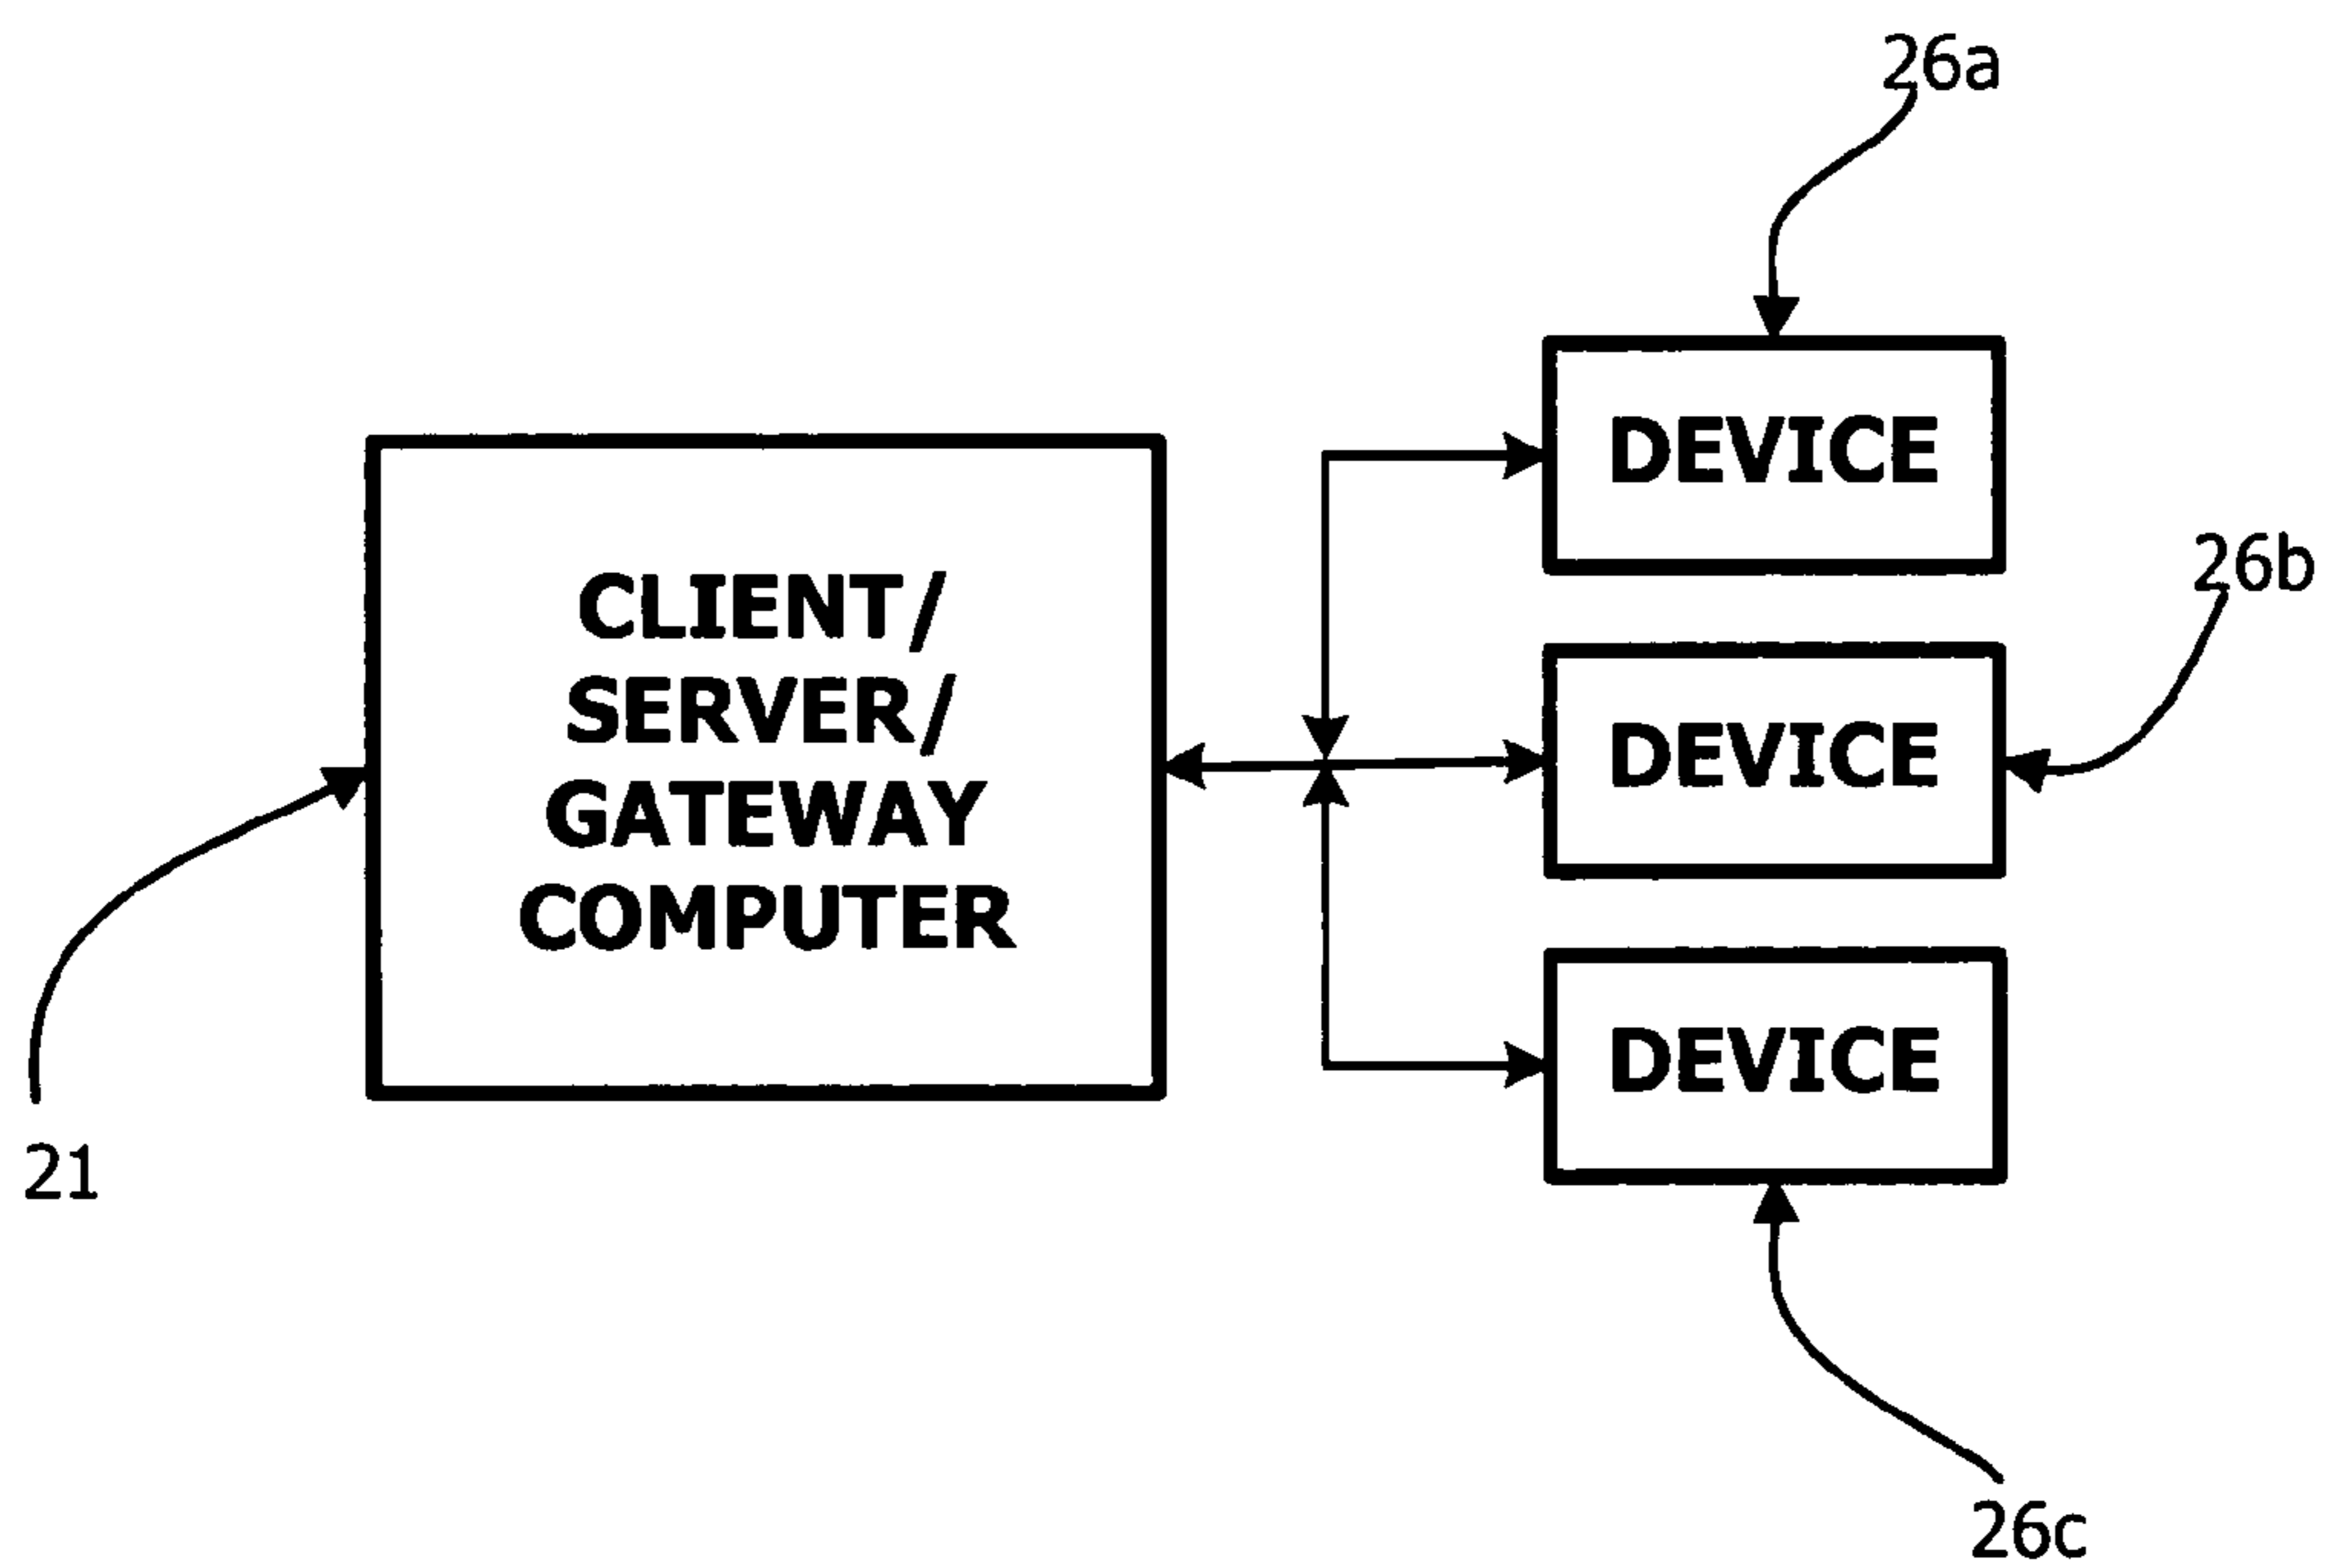 26a
DEVICE
26b
CLIENT/
SERVER/
GATEWAY
COMPUTER
DEVICE
DEVICE
21
26c